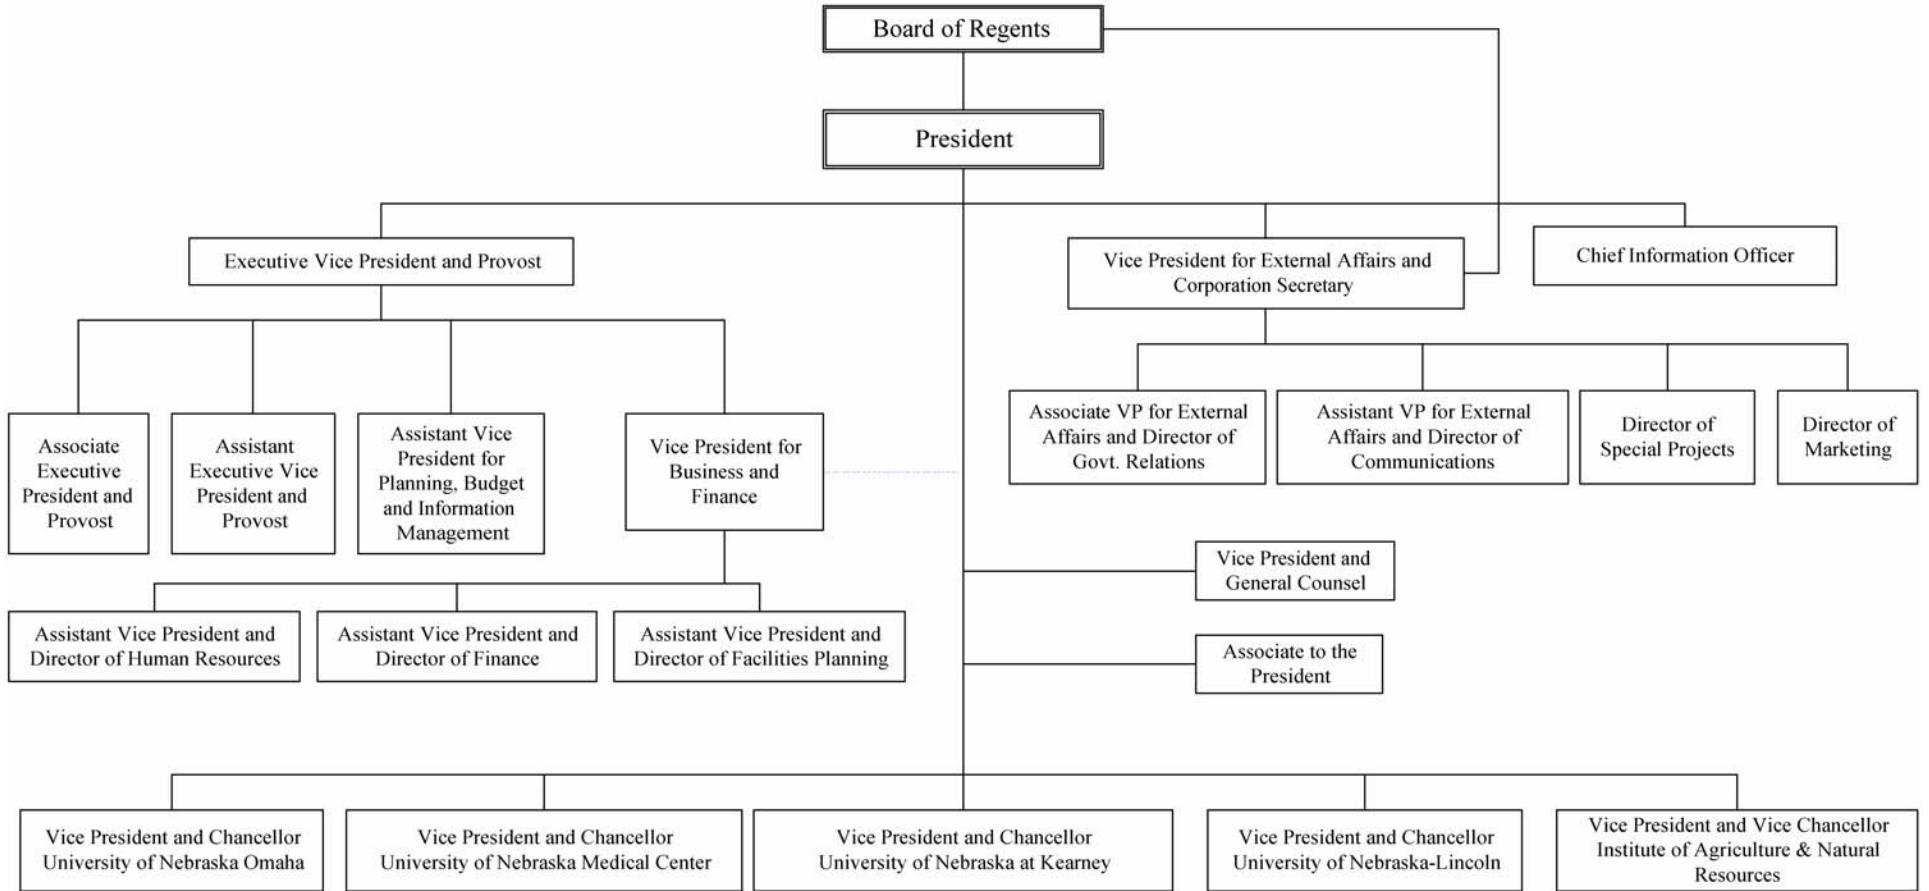 Board of Regents
President
Executive Vice President and Provost
Vice President for External Affairs and
Corporation Secretary
Chief Information Officer
Associate
Executive
President and
Provost
Assistant
Executive Vice
President and
Provost
Assistant Vice
President for
Planning, Budget
and Information
Management
Vice President for
Business and
Finance
Associate VP for External
Affairs and Director of
Govt. Relations
Assistant VP for External
Affairs and Director of
Communications
Director of
Special Projects
Director of
Marketing
Vice President and
General Counsel
Assistant Vice President and
Director of Human Resources
Assistant Vice President and
Director of Finance
Assistant Vice President and
Director of Facilities Planning
Associate to the
President
Vice President and Chancellor
University of Nebraska Omaha
Vice President and Chancellor
University of Nebraska Medical Center
Vice President and Chancellor
University of Nebraska at Kearney
Vice President and Chancellor
University of Nebraska-Lincoln
Vice President and Vice Chancellor
Institute of Agriculture & Natural
Resources